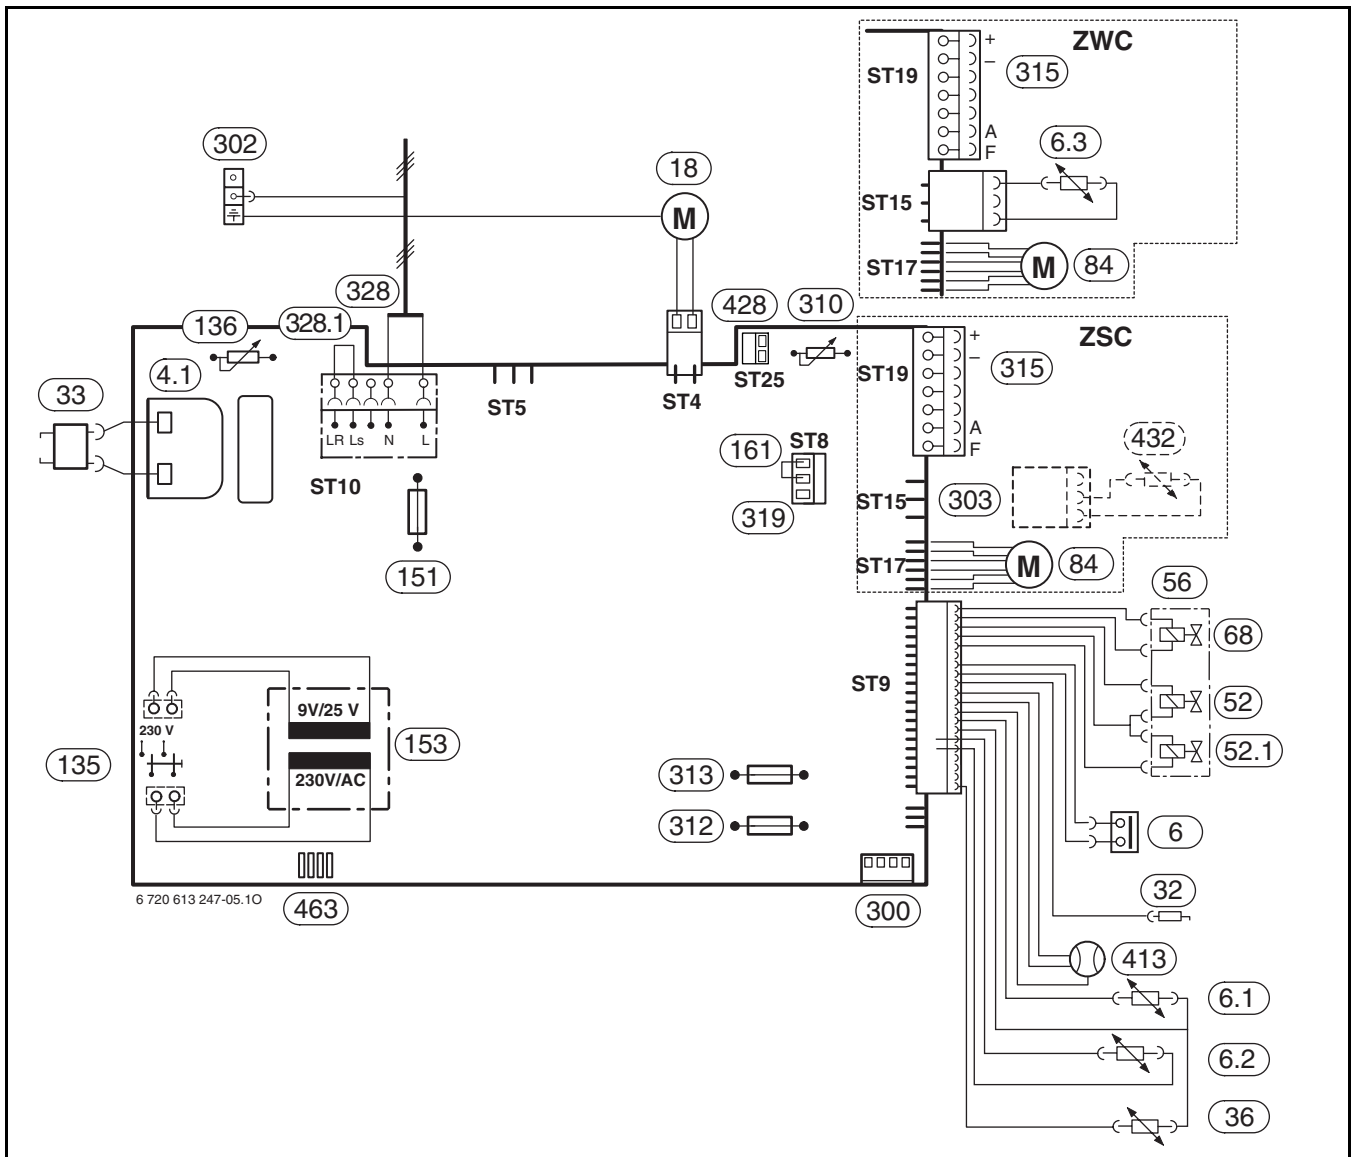 ZWC
ST19
+
–
315
A
F
6.3
ST15
ST17
M
84
302
18
M
328
428
310
136
328.1
ZSC
4.1
33
LR
Ls
N
L
ST10
ST5
ST4
ST25
ST19
+
–
315
A
F
432
161
ST8
319
ST15
303
151
ST17
M
84
56
68
ST9
52
52.1
9V/25 V
230 V
153
135
230V/AC
313
312
6
6 720 613 247-05.1O
463
300
32
413
6.1
6.2
36